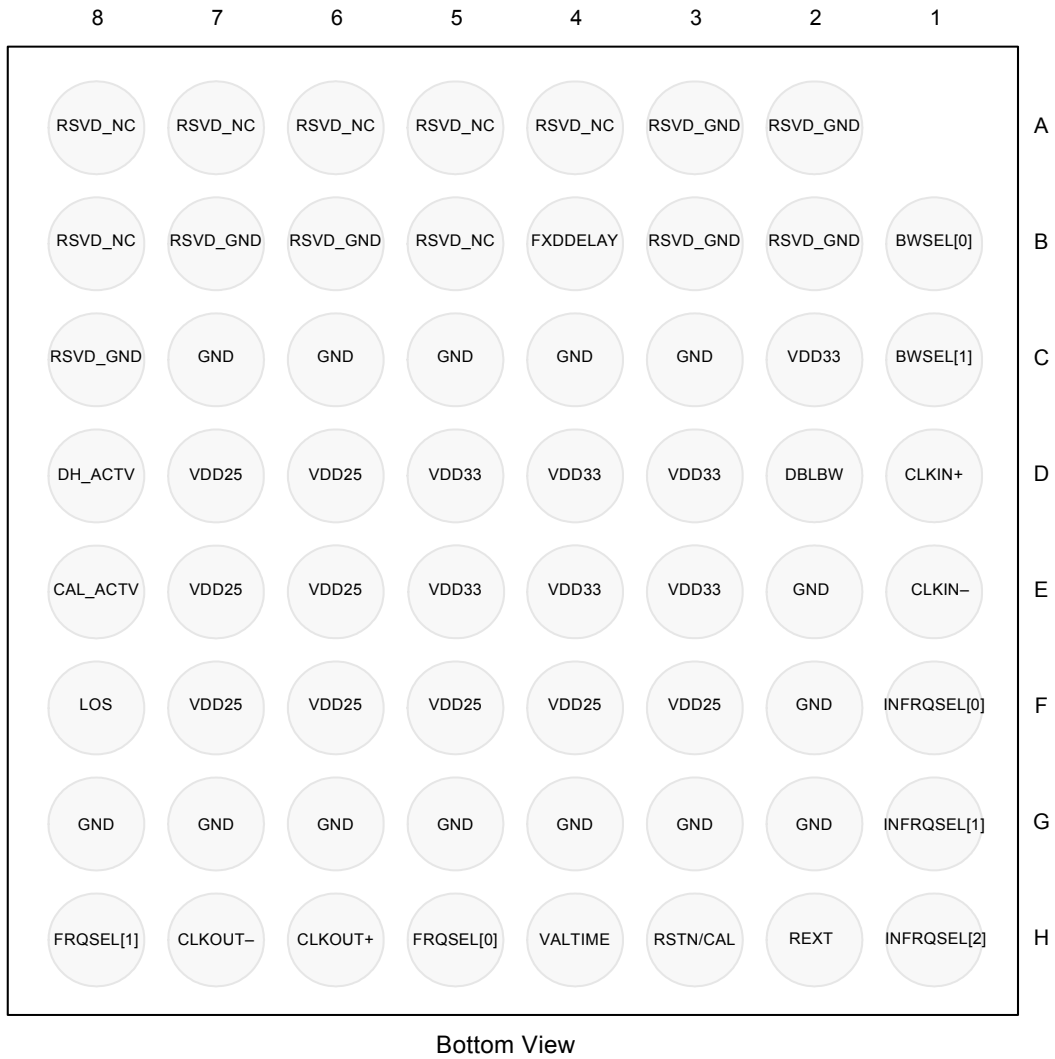 8 7 6 5 4 3 2 1
RSVD_NC RSVD_NC RSVD_NC RSVD_NC RSVD_NC RSVD_GND RSVD_GND A
RSVD_NC RSVD_GND RSVD_GND RSVD_NC FXDDELAY RSVD_GND RSVD_GND BWSEL[0] B
RSVD_GND GND GND GND GND GND VDD33 BWSEL[1] C
DH_ACTV VDD25 VDD25 VDD33 VDD33 VDD33 DBLBW CLKIN+ D
CAL_ACTV VDD25 VDD25 VDD33 VDD33 VDD33 GND CLKIN– E
LOS VDD25 VDD25 VDD25 VDD25 VDD25 GND INFRQSEL[0] F
GND GND GND GND GND GND GND INFRQSEL[1] G
FRQSEL[1] CLKOUT– CLKOUT+ FRQSEL[0] VALTIME RSTN/CAL REXT INFRQSEL[2] H
Bottom View